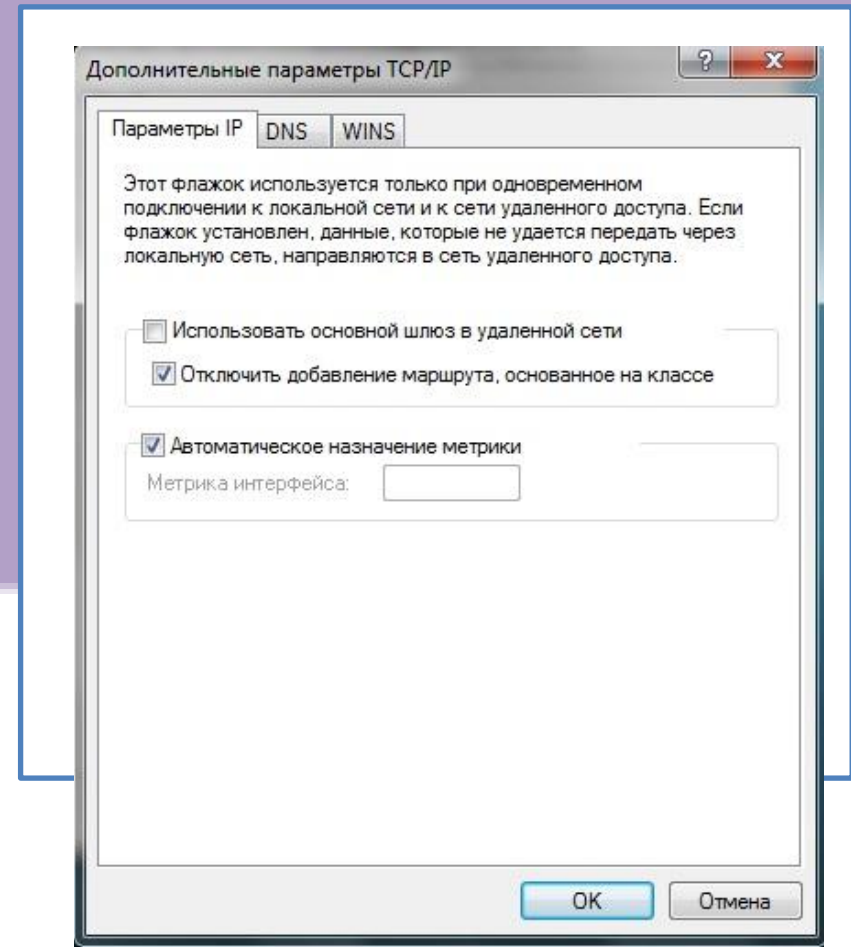 Дополнительные параметры TCP/IP
Параметры IP DNS WINS
Этот флажок используется только при одновременном
подключении к локальной сети и к сети удаленного доступа. Если
флажок установлен, данные, которые не удается передать через
локальную сеть, направляются в сеть удаленного доступа.
Использовать основной шлюз в удаленной сети
Отключить добавление маршрута, основанное на классе
Автоматическое назначение метрики
Метрика интерфейса:
OK Отмена